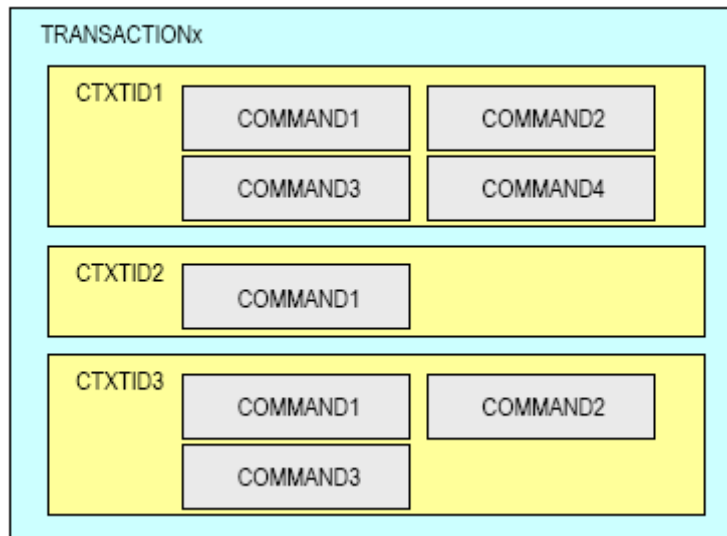 TRANSACTIONx
CTXTID1
COMMAND1 COMMAND2
COMMAND3 COMMAND4
CTXTID2
COMMAND1
CTXTID3
COMMAND1 COMMAND2
COMMAND3